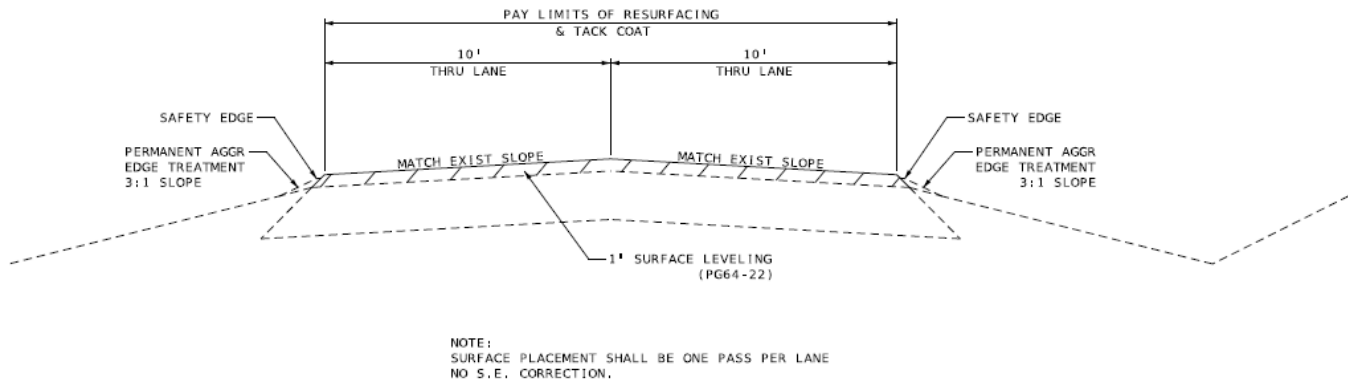 PAY LIMITS OF RESURFACING
& TACK COAT
10'
THRU LANE
10'
THRU LANE
SAFETY EDGE
SAFETY EDGE
PERMANENT AGGR
EDGE TREATMENT
3:1 SLOPE
MATCH EXIST SLOPE
MATCH EXIST SLOPE
PERMANENT AGGR
EDGE TREATMENT
3:1 SLOPE
1" SURFACE LEVELING
(PG64-22)
NOTE:
SURFACE PLACEMENT SHALL BE ONE PASS PER LANE
NO S.E. CORRECTION.